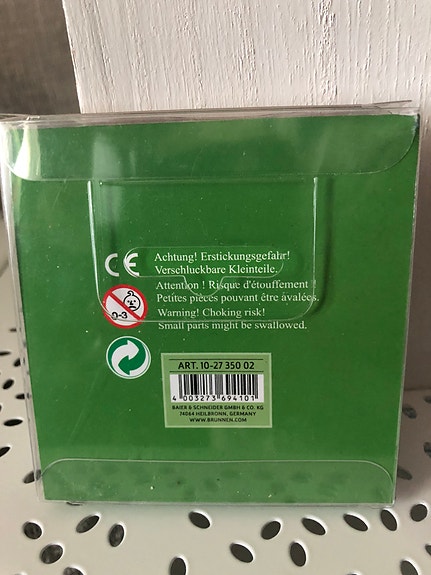 CE
Achtung! Erstickungsgefahr!
Verschluckbare Kleinteile.
Attention ! Risque d'étouffement !
Petites pièces pouvant être avalées.
0-3
Warning! Choking risk!
Small parts might be swallowed.
ART. 10-27 350 02
4 003273 694101
BAIER & SCHNEIDER GMBH & CO. KG
74064 HEILBRONN, GERMANY
WWW.BRUNNEN.COM